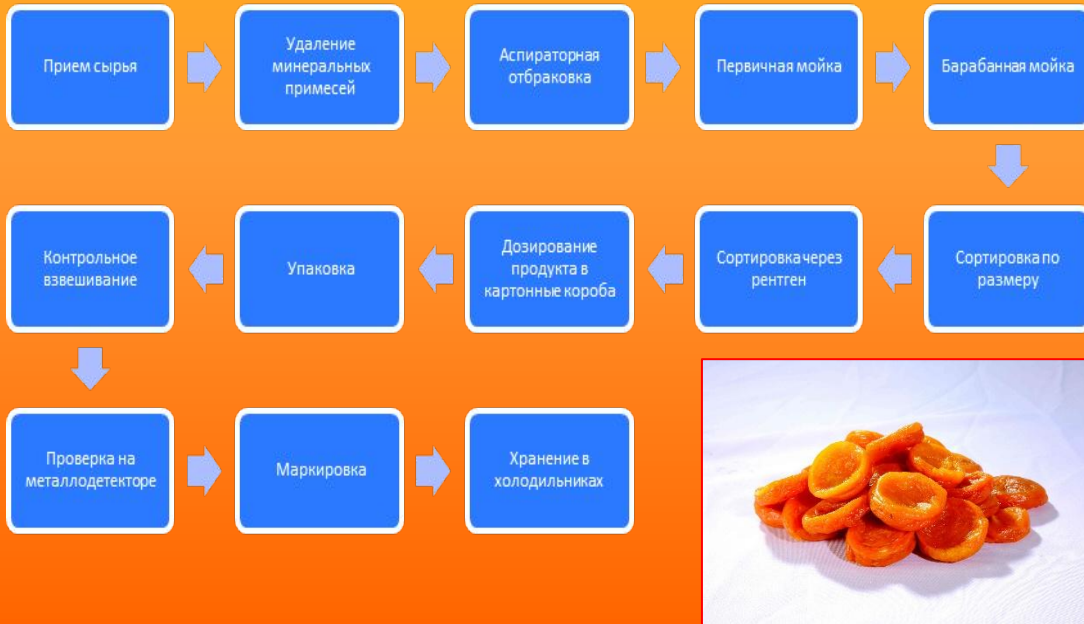 Прием сырья
Удаление
минеральных
примесей
Аспираторная
отбраковка
Первичная мойка
Барабанная мойка
Сортировка по
размеру
Сортировка через
рентген
Дозирование
продукта в
картонные короба
Упаковка
Контрольное
взвешивание
Проверка на
металлодетекторе
Маркировка
Хранение в
холодильниках